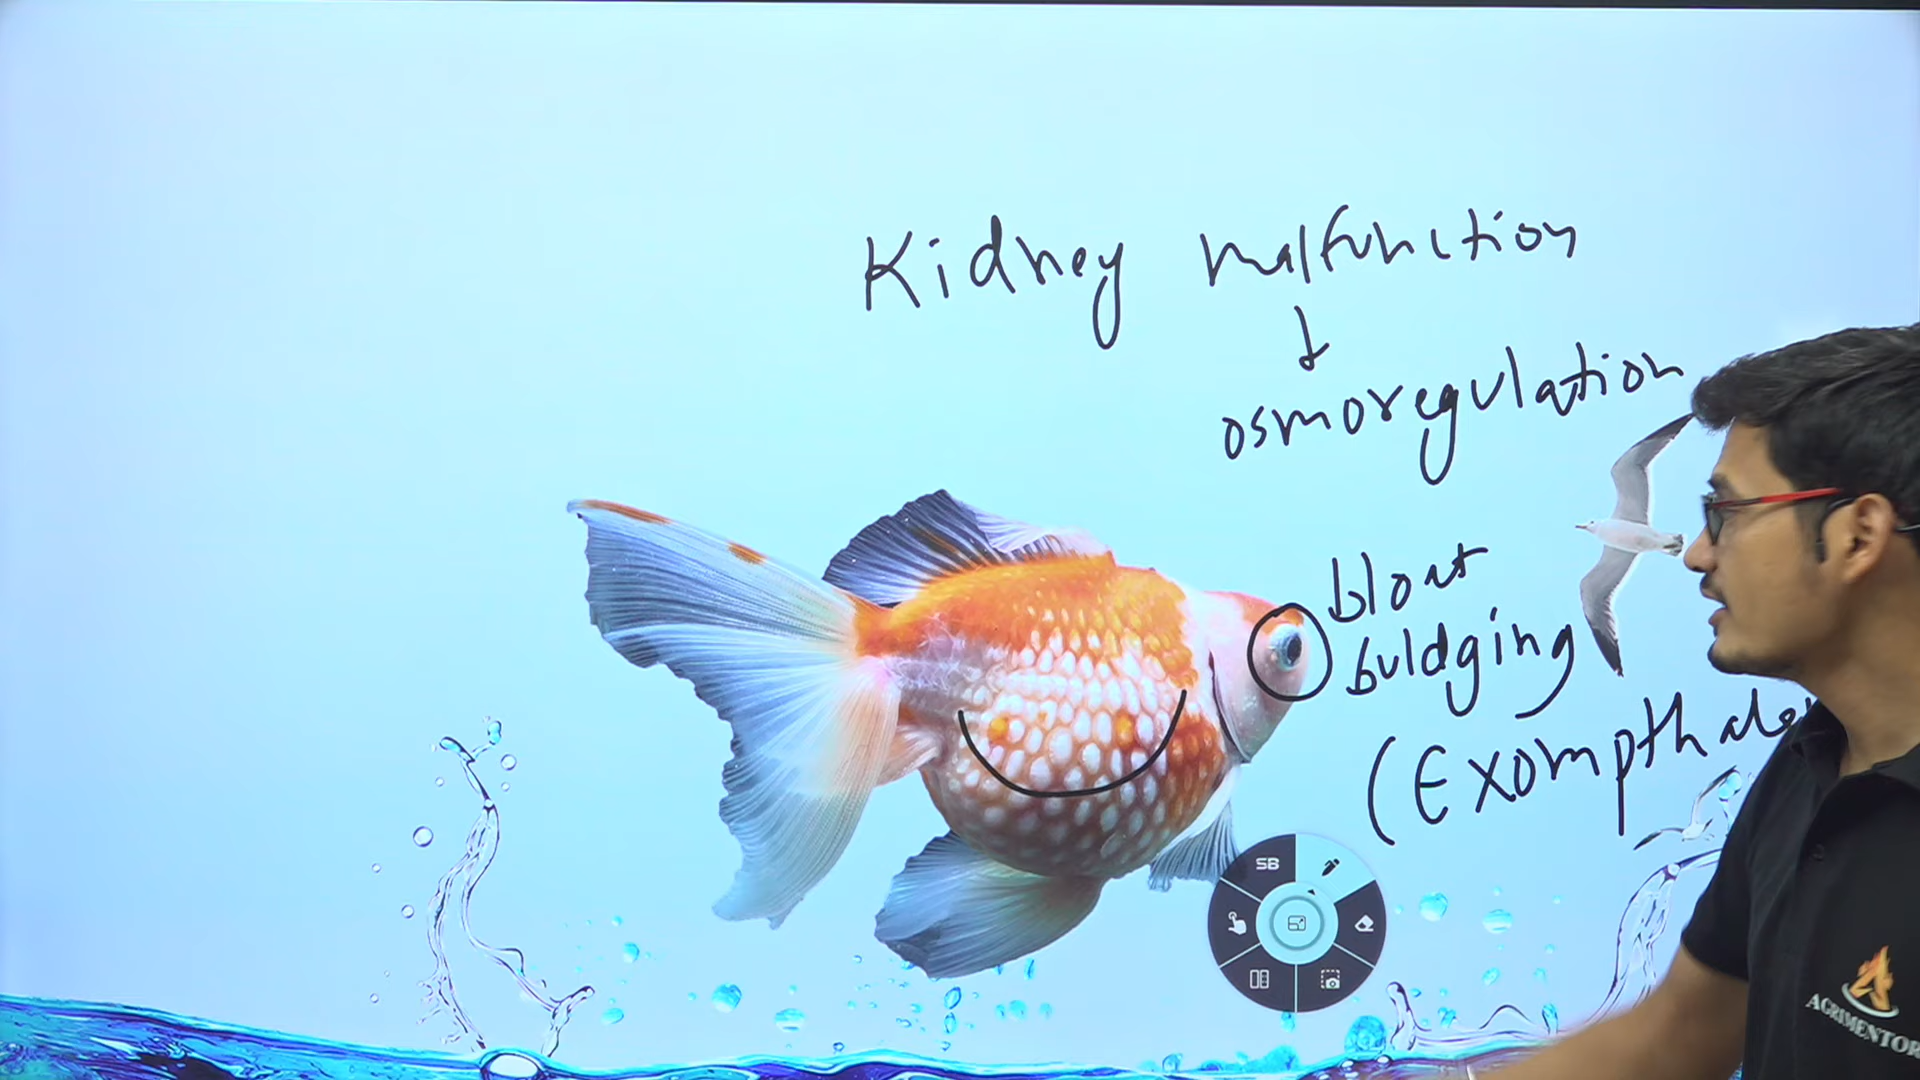 Kidney malfunction
osmoregulation
bloat
buldging
(Exompthal
SB
AGRIMENTOR